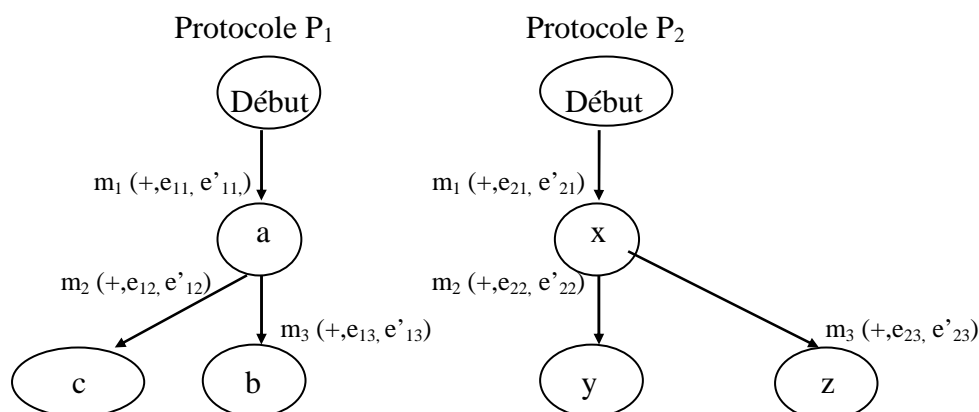 Protocole P₁ Protocole P₂
Début Début
m₁ (+,e₁₁, e’₁₁,) m₁ (+,e₂₁, e’₂₁)
a x
m₂ (+,e₁₂, e’₁₂) m₂ (+,e₂₂, e’₂₂)
m₃ (+,e₁₃, e’₁₃) m₃ (+,e₂₃, e’₂₃)
c b y z